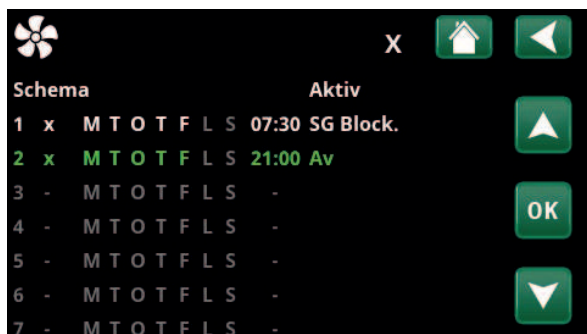 X
Schema Aktiv
1 x M T O T F L S 07:30 SG Block.
2 x M T O T F L S 21:00 Av
3 - M T O T F L S -
4 - M T O T F L S -
OK
5 - M T O T F L S -
6 - M T O T F L S -
7 - M T O T F L S -